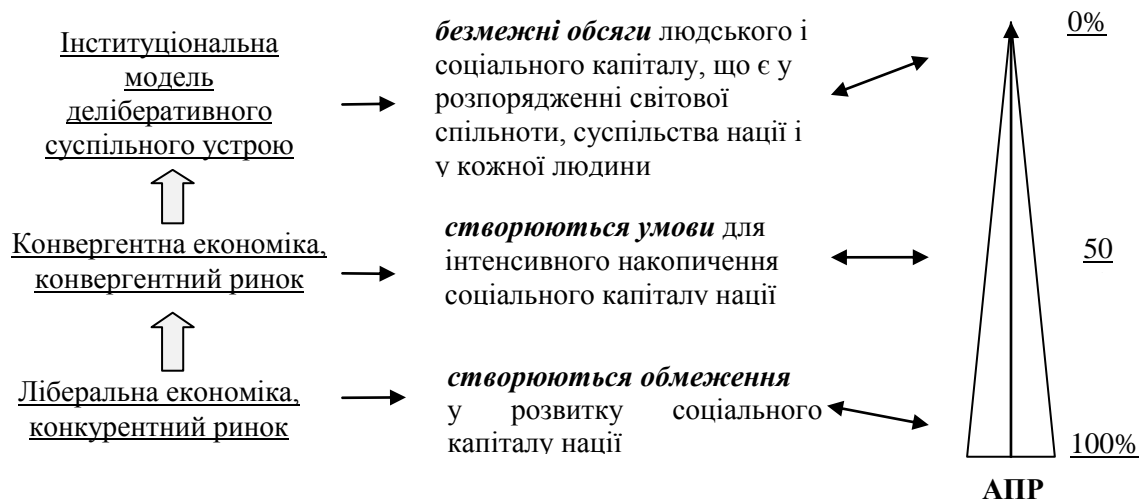 Інституціональна
модель
деліберативного
суспільного устрою
безмежні обсяги людського і
соціального капіталу, що є у
розпорядженні світової
спільноти, суспільства нації і
у кожної людини
0%
Конвергентна економіка,
конвергентний ринок
створюються умови для
інтенсивного накопичення
соціального капіталу нації
50
Ліберальна економіка,
конкурентний ринок
створюються обмеження
у розвитку соціального
капіталу нації
100%
АПР